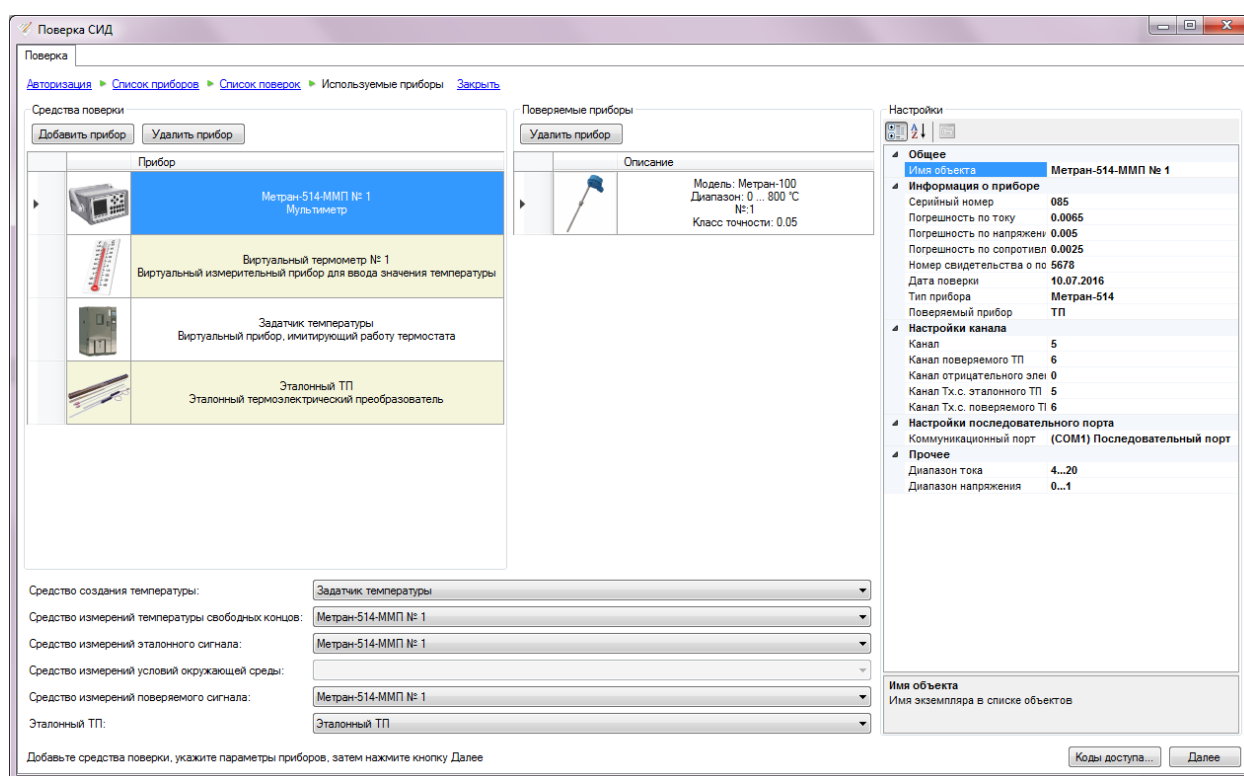 Поверка СИД
Поверка
Авторизация Список приборов Список поверок Используемые приборы Закрыть
Средства поверки
Добавить прибор Удалить прибор
Прибор
Метран-514-ММП № 1
Мультиметр
Виртуальный термометр № 1
Виртуальный измерительный прибор для ввода значения температуры
Задатчик температуры
Виртуальный прибор, имитирующий работу термостата
Эталонный ТП
Эталонный термоэлектрический преобразователь
Поверяемые приборы
Удалить прибор
Описание
Модель: Метран-100
Диапазон: 0 ... 800 °C
№:1
Класс точности: 0.05
Настройки
Общее
Имя объекта Метран-514-ММП № 1
Информация о приборе
Серийный номер 085
Погрешность по току 0.0065
Погрешность по напряжени 0.005
Погрешность по сопротивл 0.0025
Номер свидетельства о по 5678
Дата поверки 10.07.2016
Тип прибора Метран-514
Поверяемый прибор ТП
Настройки канала
Канал 5
Канал поверяемого ТП 6
Канал отрицательного элеі 0
Канал Тх.с. эталонного ТП 5
Канал Тх.с. поверяемого ТІ 6
Настройки последовательного порта
Коммуникационный порт (COM1) Последовательный порт
Прочее
Диапазон тока 4...20
Диапазон напряжения 0...1
Имя объекта
Имя экземпляра в списке объектов
Средство создания температуры: Задатчик температуры
Средство измерений температуры свободных концов: Метран-514-ММП № 1
Средство измерений эталонного сигнала: Метран-514-ММП № 1
Средство измерений условий окружающей среды:
Средство измерений поверяемого сигнала: Метран-514-ММП № 1
Эталонный ТП: Эталонный ТП
Добавьте средства поверки, укажите параметры приборов, затем нажмите кнопку Далее
Коды доступа... Далее